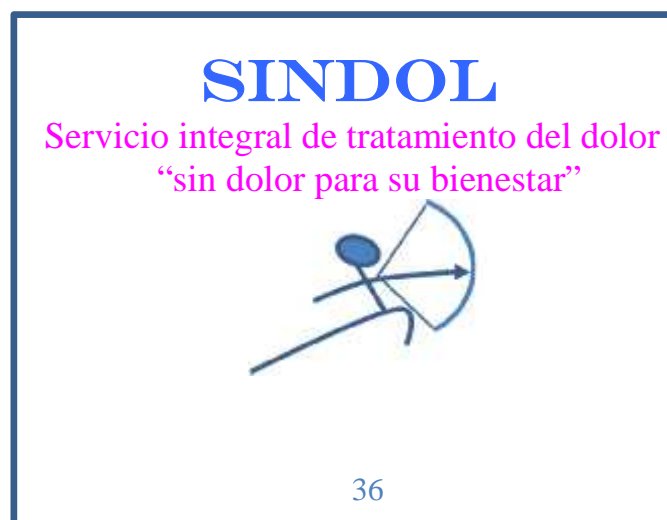 SINDOL
Servicio integral de tratamiento del dolor
“sin dolor para su bienestar”
36